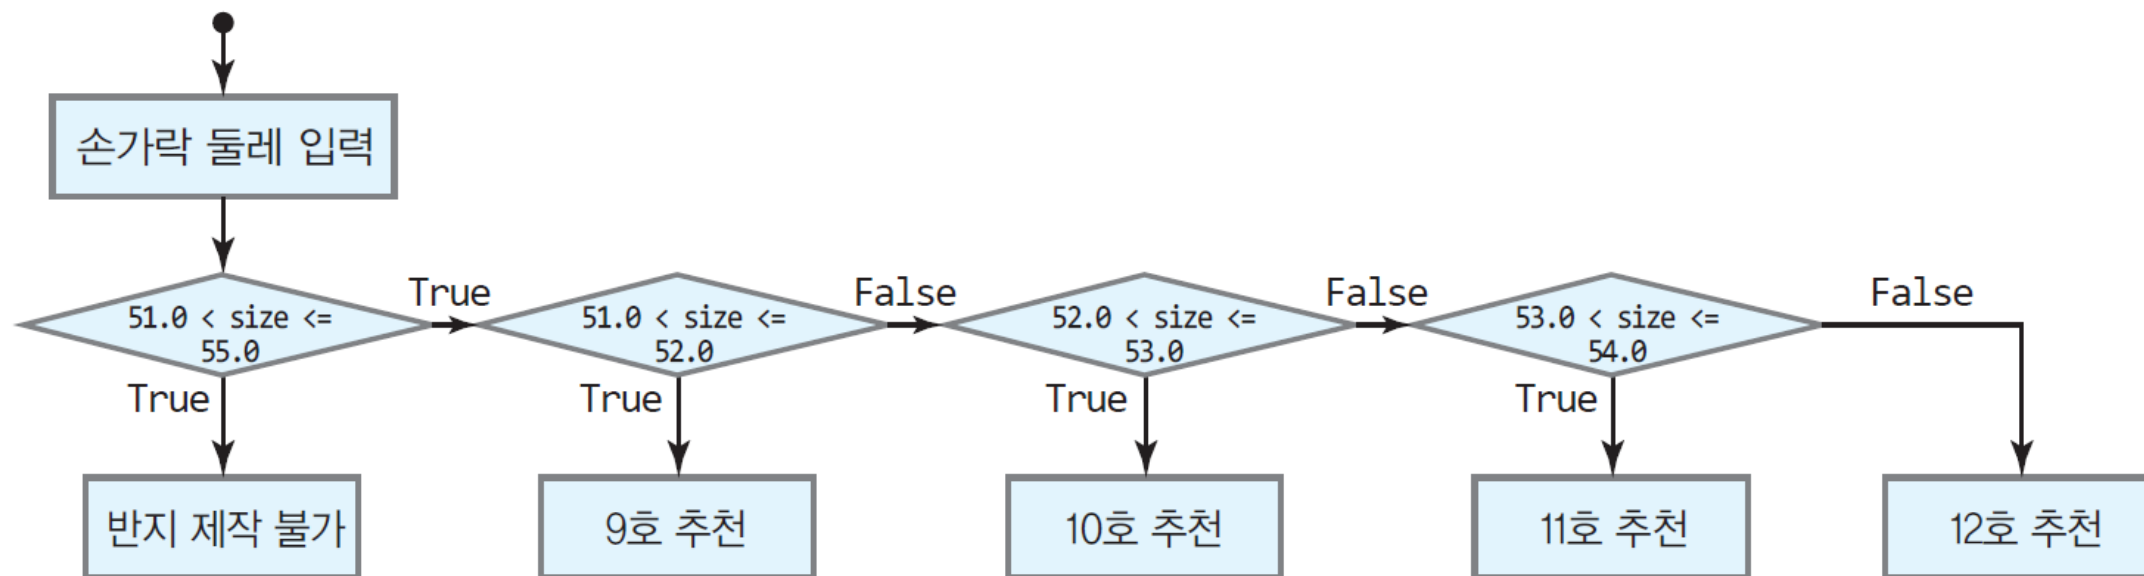 손가락 둘레 입력
True
False
False
False
51.0 < size <=
55.0
51.0 < size <=
52.0
52.0 < size <=
53.0
53.0 < size <=
54.0
True
True
True
True
반지 제작 불가
9호 추천
10호 추천
11호 추천
12호 추천